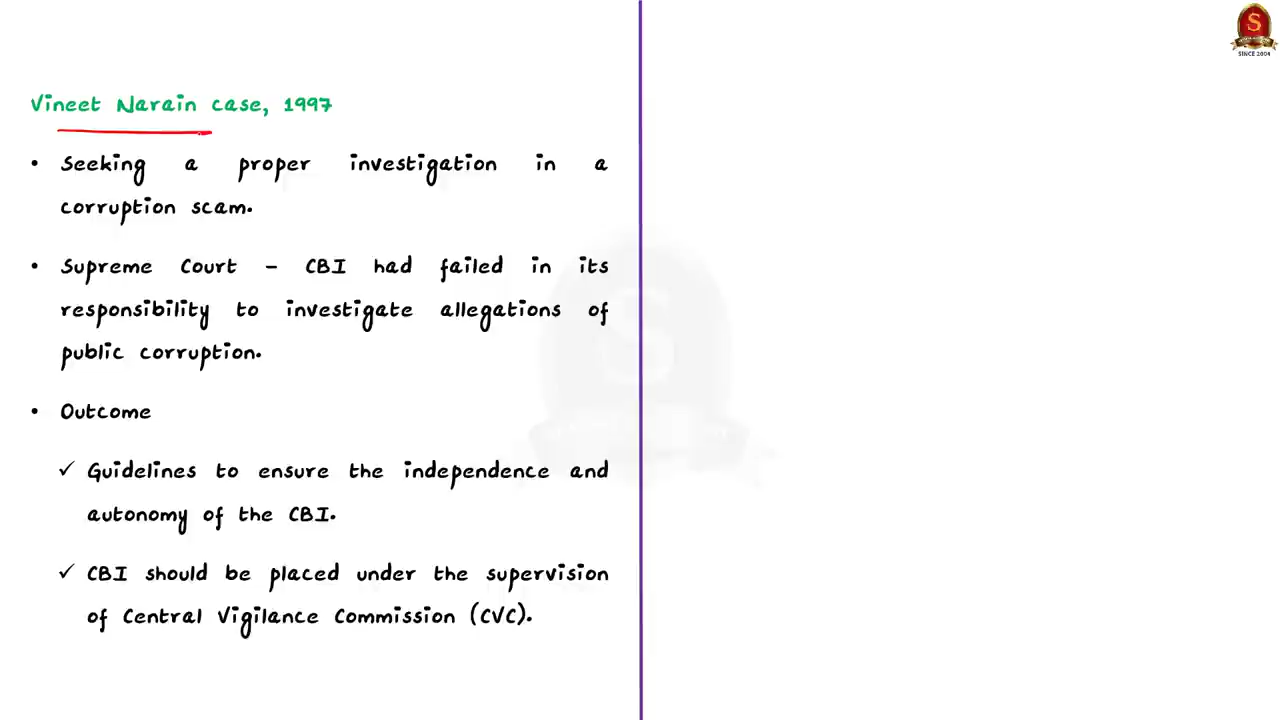 S
SINCE 2004
Vineet Narain case, 1997
• Seeking a proper investigation in a
corruption scam.
• Supreme Court – CBI had failed in its
responsibility to investigate allegations of
public corruption.
• Outcome
✓ Guidelines to ensure the independence and
autonomy of the CBI.
✓ CBI should be placed under the supervision
of Central Vigilance Commission (CVC).